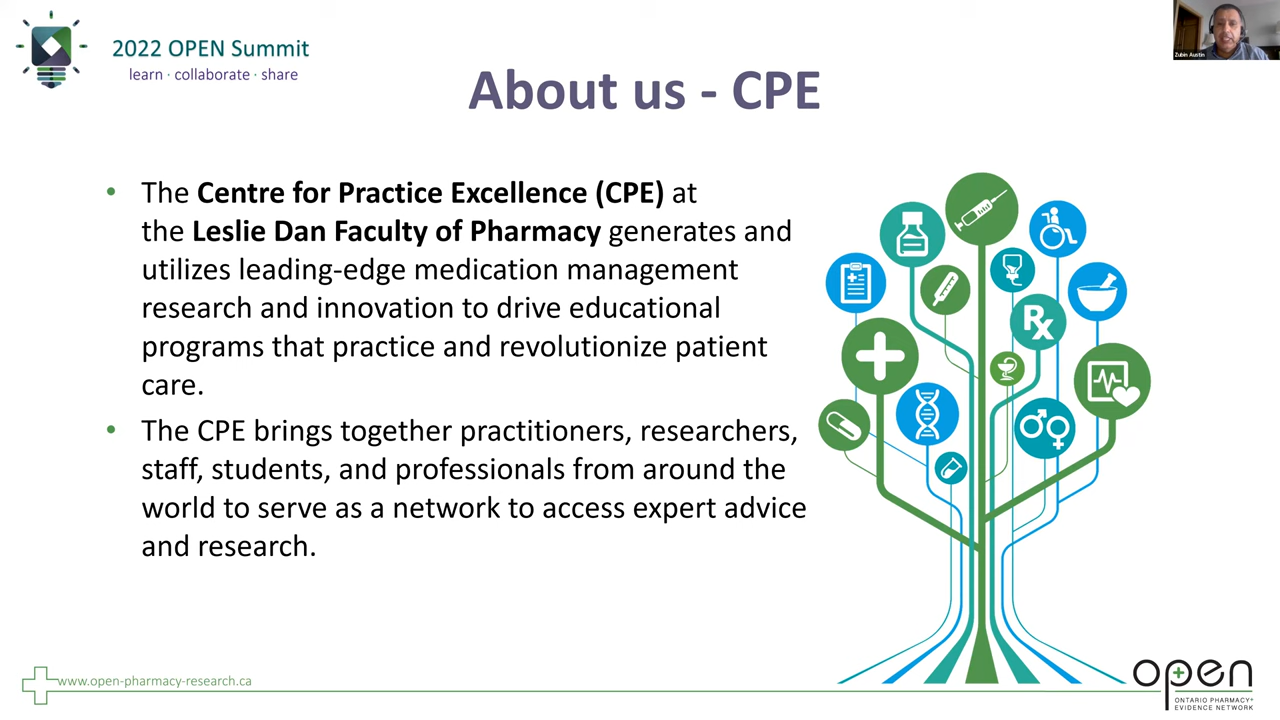 2022 OPEN Summit
learn · collaborate · share
Zubin Austin
About us - CPE
• The Centre for Practice Excellence (CPE) at
the Leslie Dan Faculty of Pharmacy generates and
utilizes leading-edge medication management
research and innovation to drive educational
programs that practice and revolutionize patient
care.
• The CPE brings together practitioners, researchers,
staff, students, and professionals from around the
world to serve as a network to access expert advice
and research.
Rx
www.open-pharmacy-research.ca
open
ONTARIO PHARMACY
EVIDENCE NETWORK